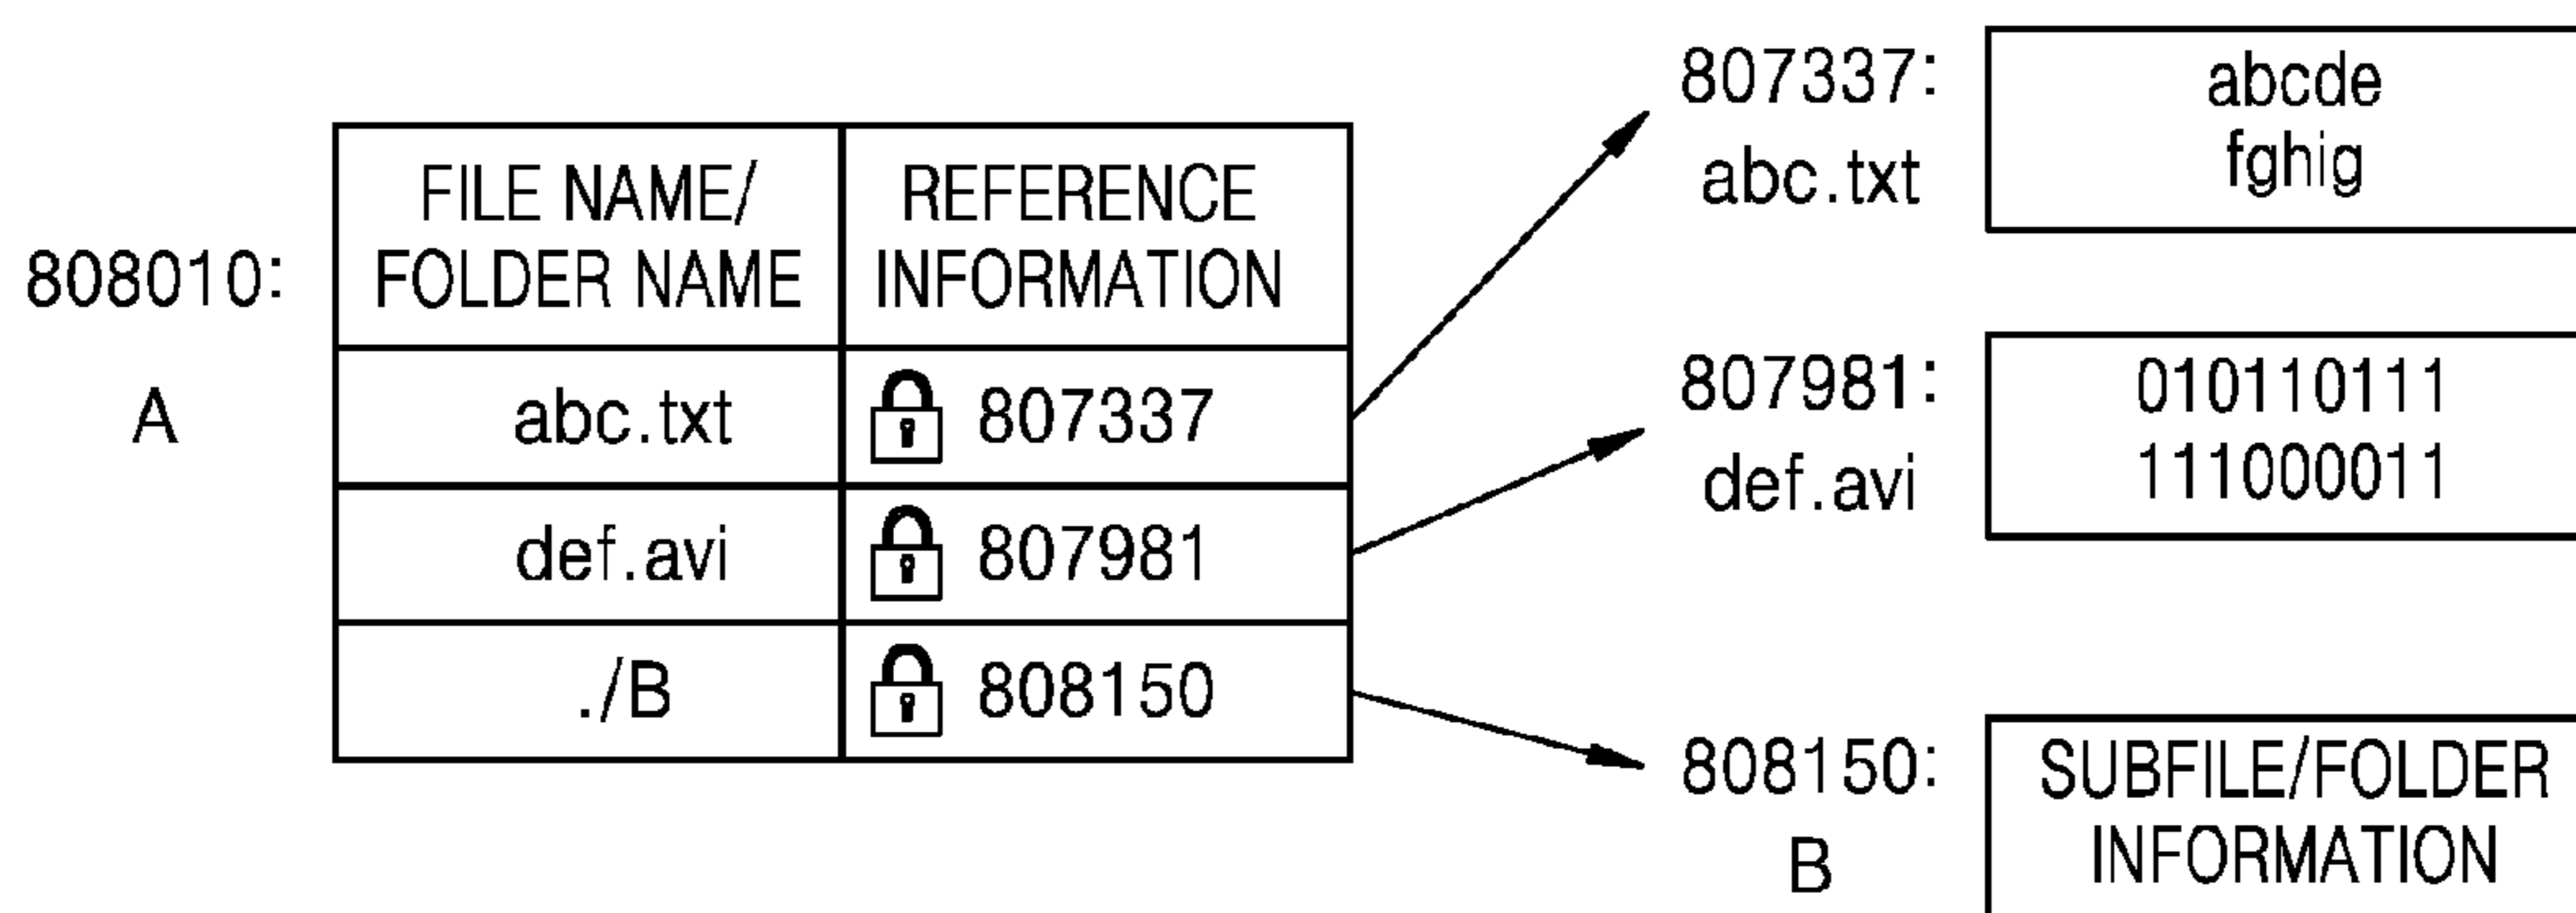 808010:
A
FILE NAME/
FOLDER NAME
REFERENCE
INFORMATION
abc.txt
807337
def.avi
807981
./B
808150
807337:
abc.txt
abcde
fghig
807981:
def.avi
010110111
111000011
808150:
B
SUBFILE/FOLDER
INFORMATION